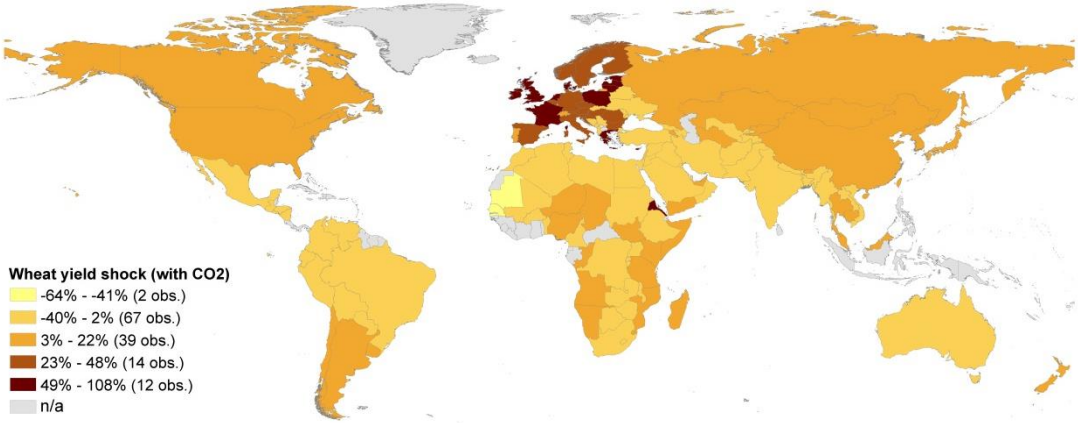 Wheat yield shock (with CO2)
-64% - -41% (2 obs.)
-40% - 2% (67 obs.)
3% - 22% (39 obs.)
23% - 48% (14 obs.)
49% - 108% (12 obs.)
n/a